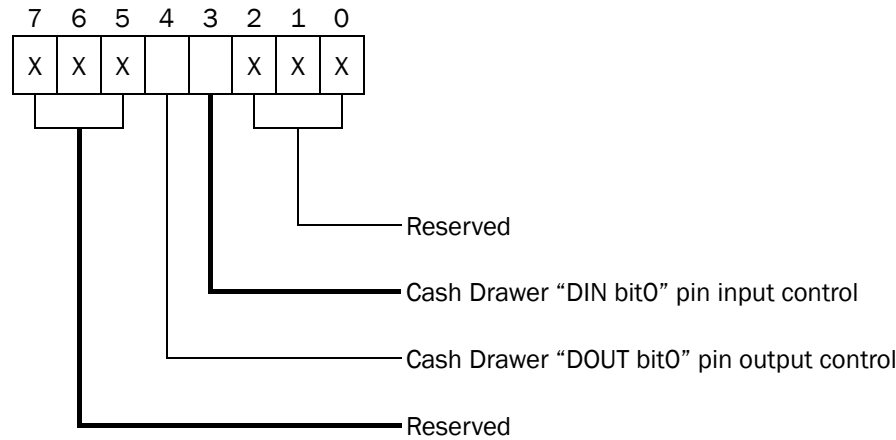 7 6 5 4 3 2 1 0
X X X X X X
Reserved
Cash Drawer “DIN bit0” pin input control
Cash Drawer “DOUT bit0” pin output control
Reserved